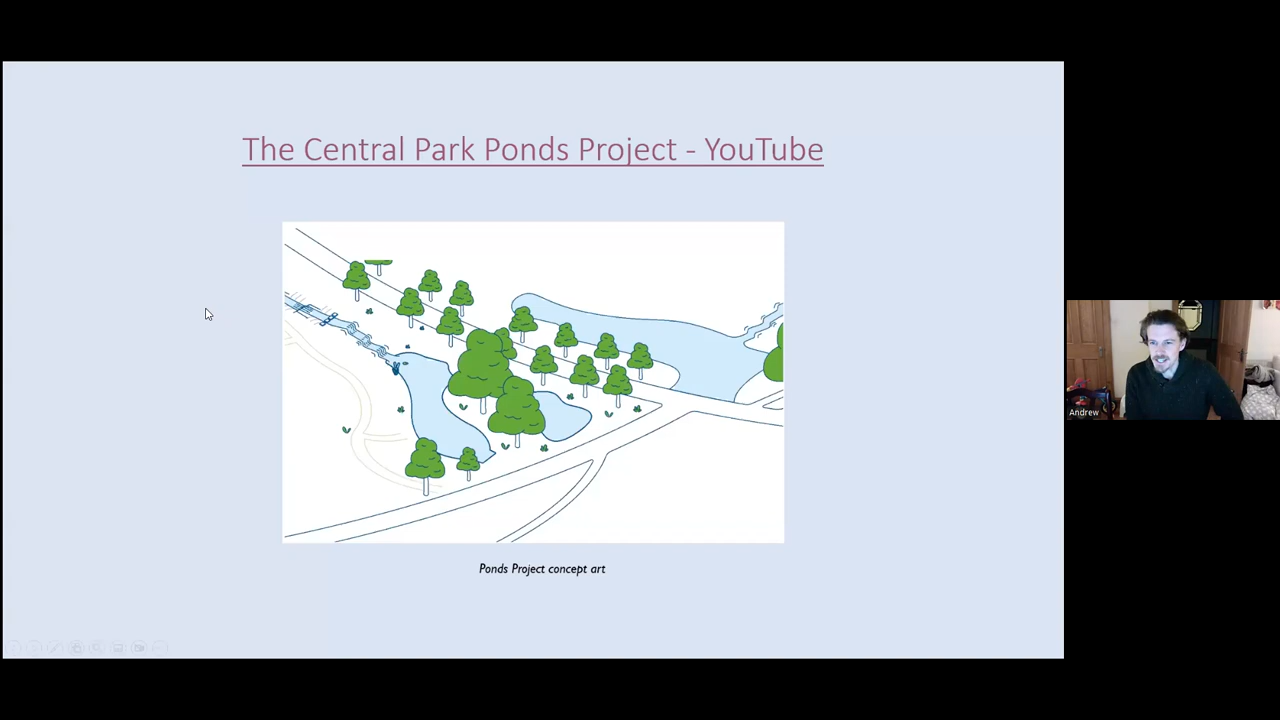 The Central Park Ponds Project - YouTube
Ponds Project concept art
Andrew